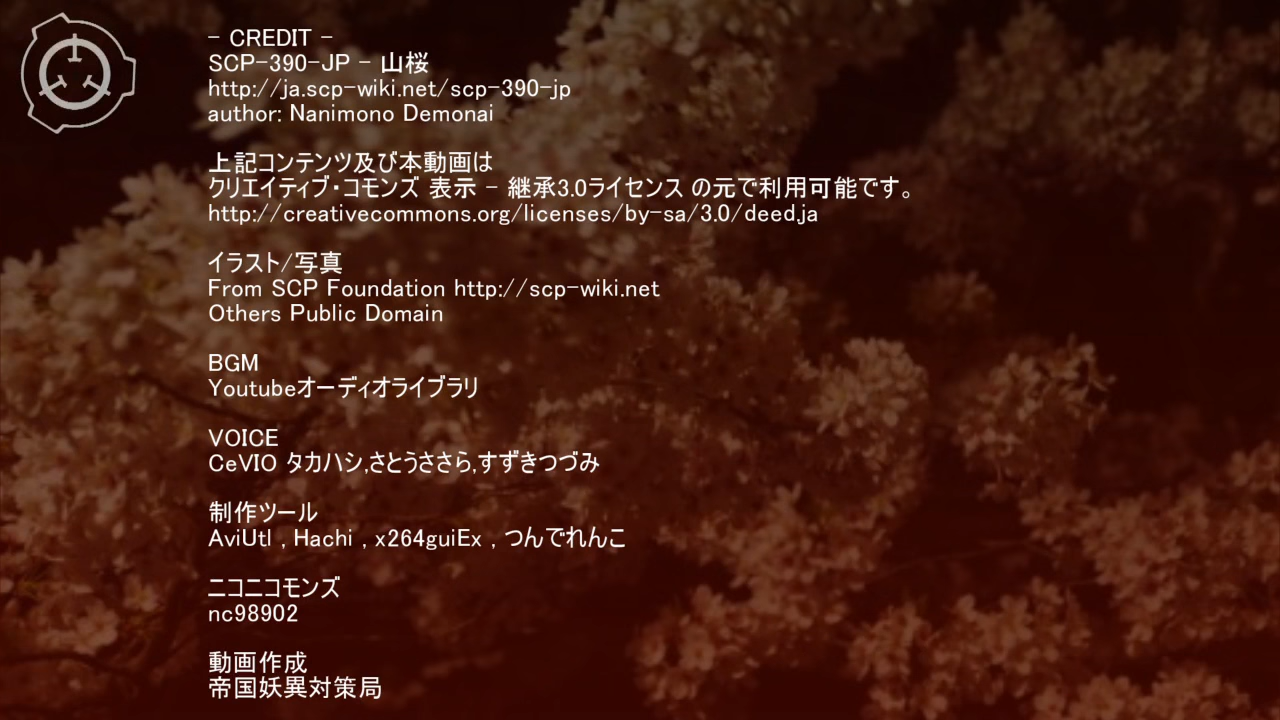 - CREDIT -
SCP-390-JP - 山桜
http://ja.scp-wiki.net/scp-390-jp
author: Nanimono Demonai
上記コンテンツ及び本動画は
クリエイティブ・コモンズ 表示 - 継承3.0ライセンス の元で利用可能です。
http://creativecommons.org/licenses/by-sa/3.0/deed.ja
イラスト/写真
From SCP Foundation http://scp-wiki.net
Others Public Domain
BGM
Youtubeオーディオライブラリ
VOICE
CeVIO タカハシ,さとうささら,すずきつづみ
制作ツール
AviUtl , Hachi , x264guiEx , つんでれんこ
ニコニコモンズ
nc98902
動画作成
帝国妖異対策局